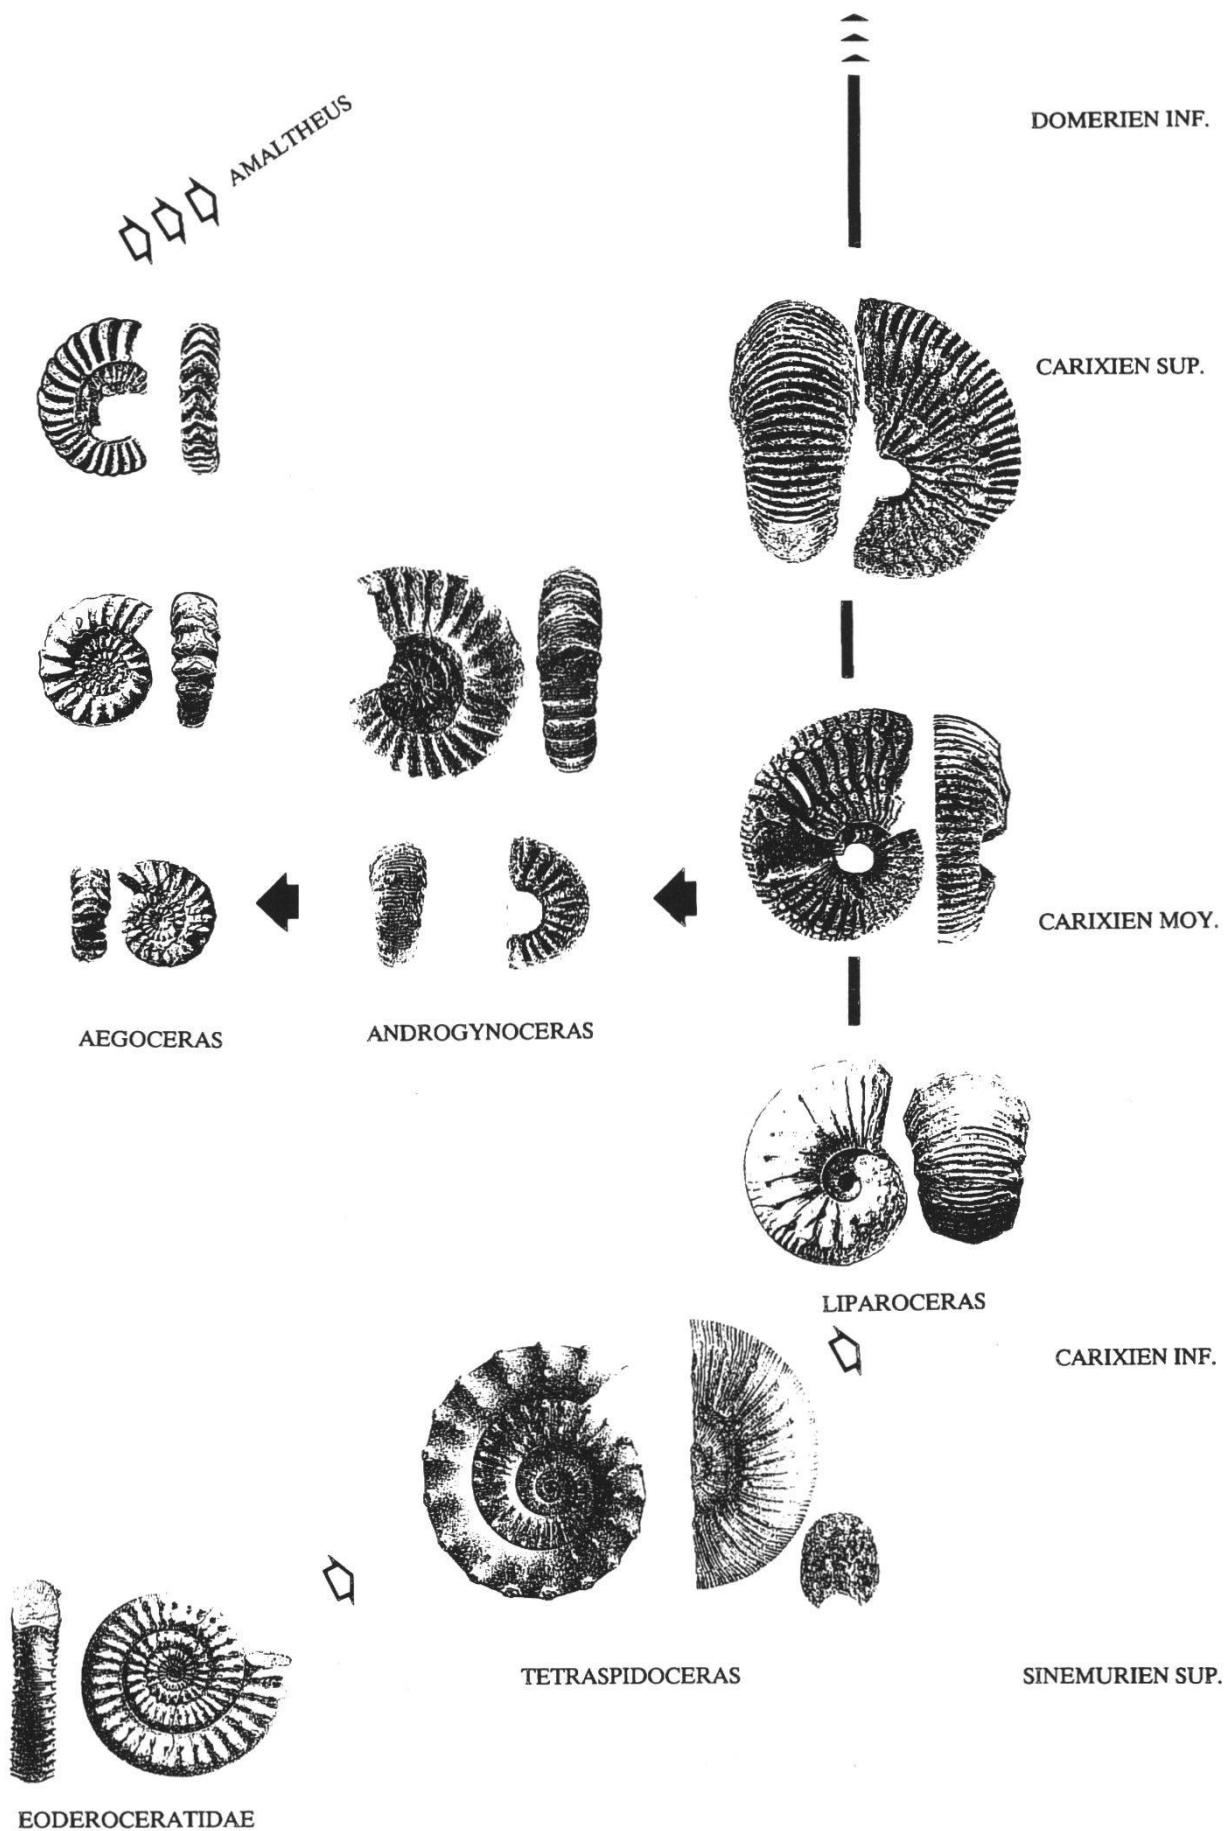 DOMERIEN INF.
AMALTHEUS
CARIXIEN SUP.
CARIXIEN MOY.
AEGOCERAS
ANDROGYNOCERAS
LIPAROCERAS
CARIXIEN INF.
TETRASPIDOCERAS
SINEMURIEN SUP.
EODEROCERATIDAE